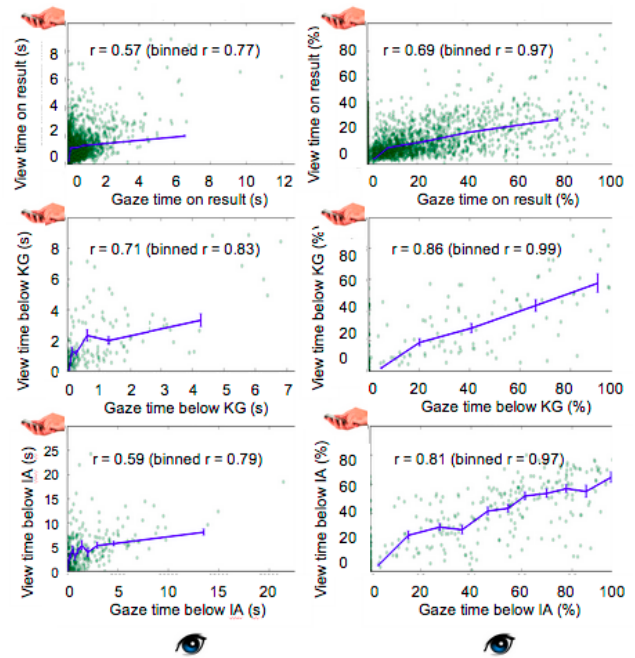 r = 0.57 (binned r = 0.77)
View time on result (s)
8
6
4
2
0
0 2 4 6 8 10 12
Gaze time on result (s)
r = 0.69 (binned r = 0.97)
View time on result (%)
80
60
40
20
0
0 20 40 60 80 100
Gaze time on result (%)
r = 0.71 (binned r = 0.83)
View time below KG (s)
8
6
4
2
0
0 1 2 3 4 5 6 7
Gaze time below KG (s)
r = 0.86 (binned r = 0.99)
View time below KG (%)
80
60
40
20
0
0 20 40 60 80 100
Gaze time below KG (%)
r = 0.59 (binned r = 0.79)
View time below IA (s)
25
20
15
10
5
0
0 5 10 15 20
Gaze time below IA (s)
r = 0.81 (binned r = 0.97)
View time below IA (%)
80
60
40
20
0
0 20 40 60 80 100
Gaze time below IA (%)